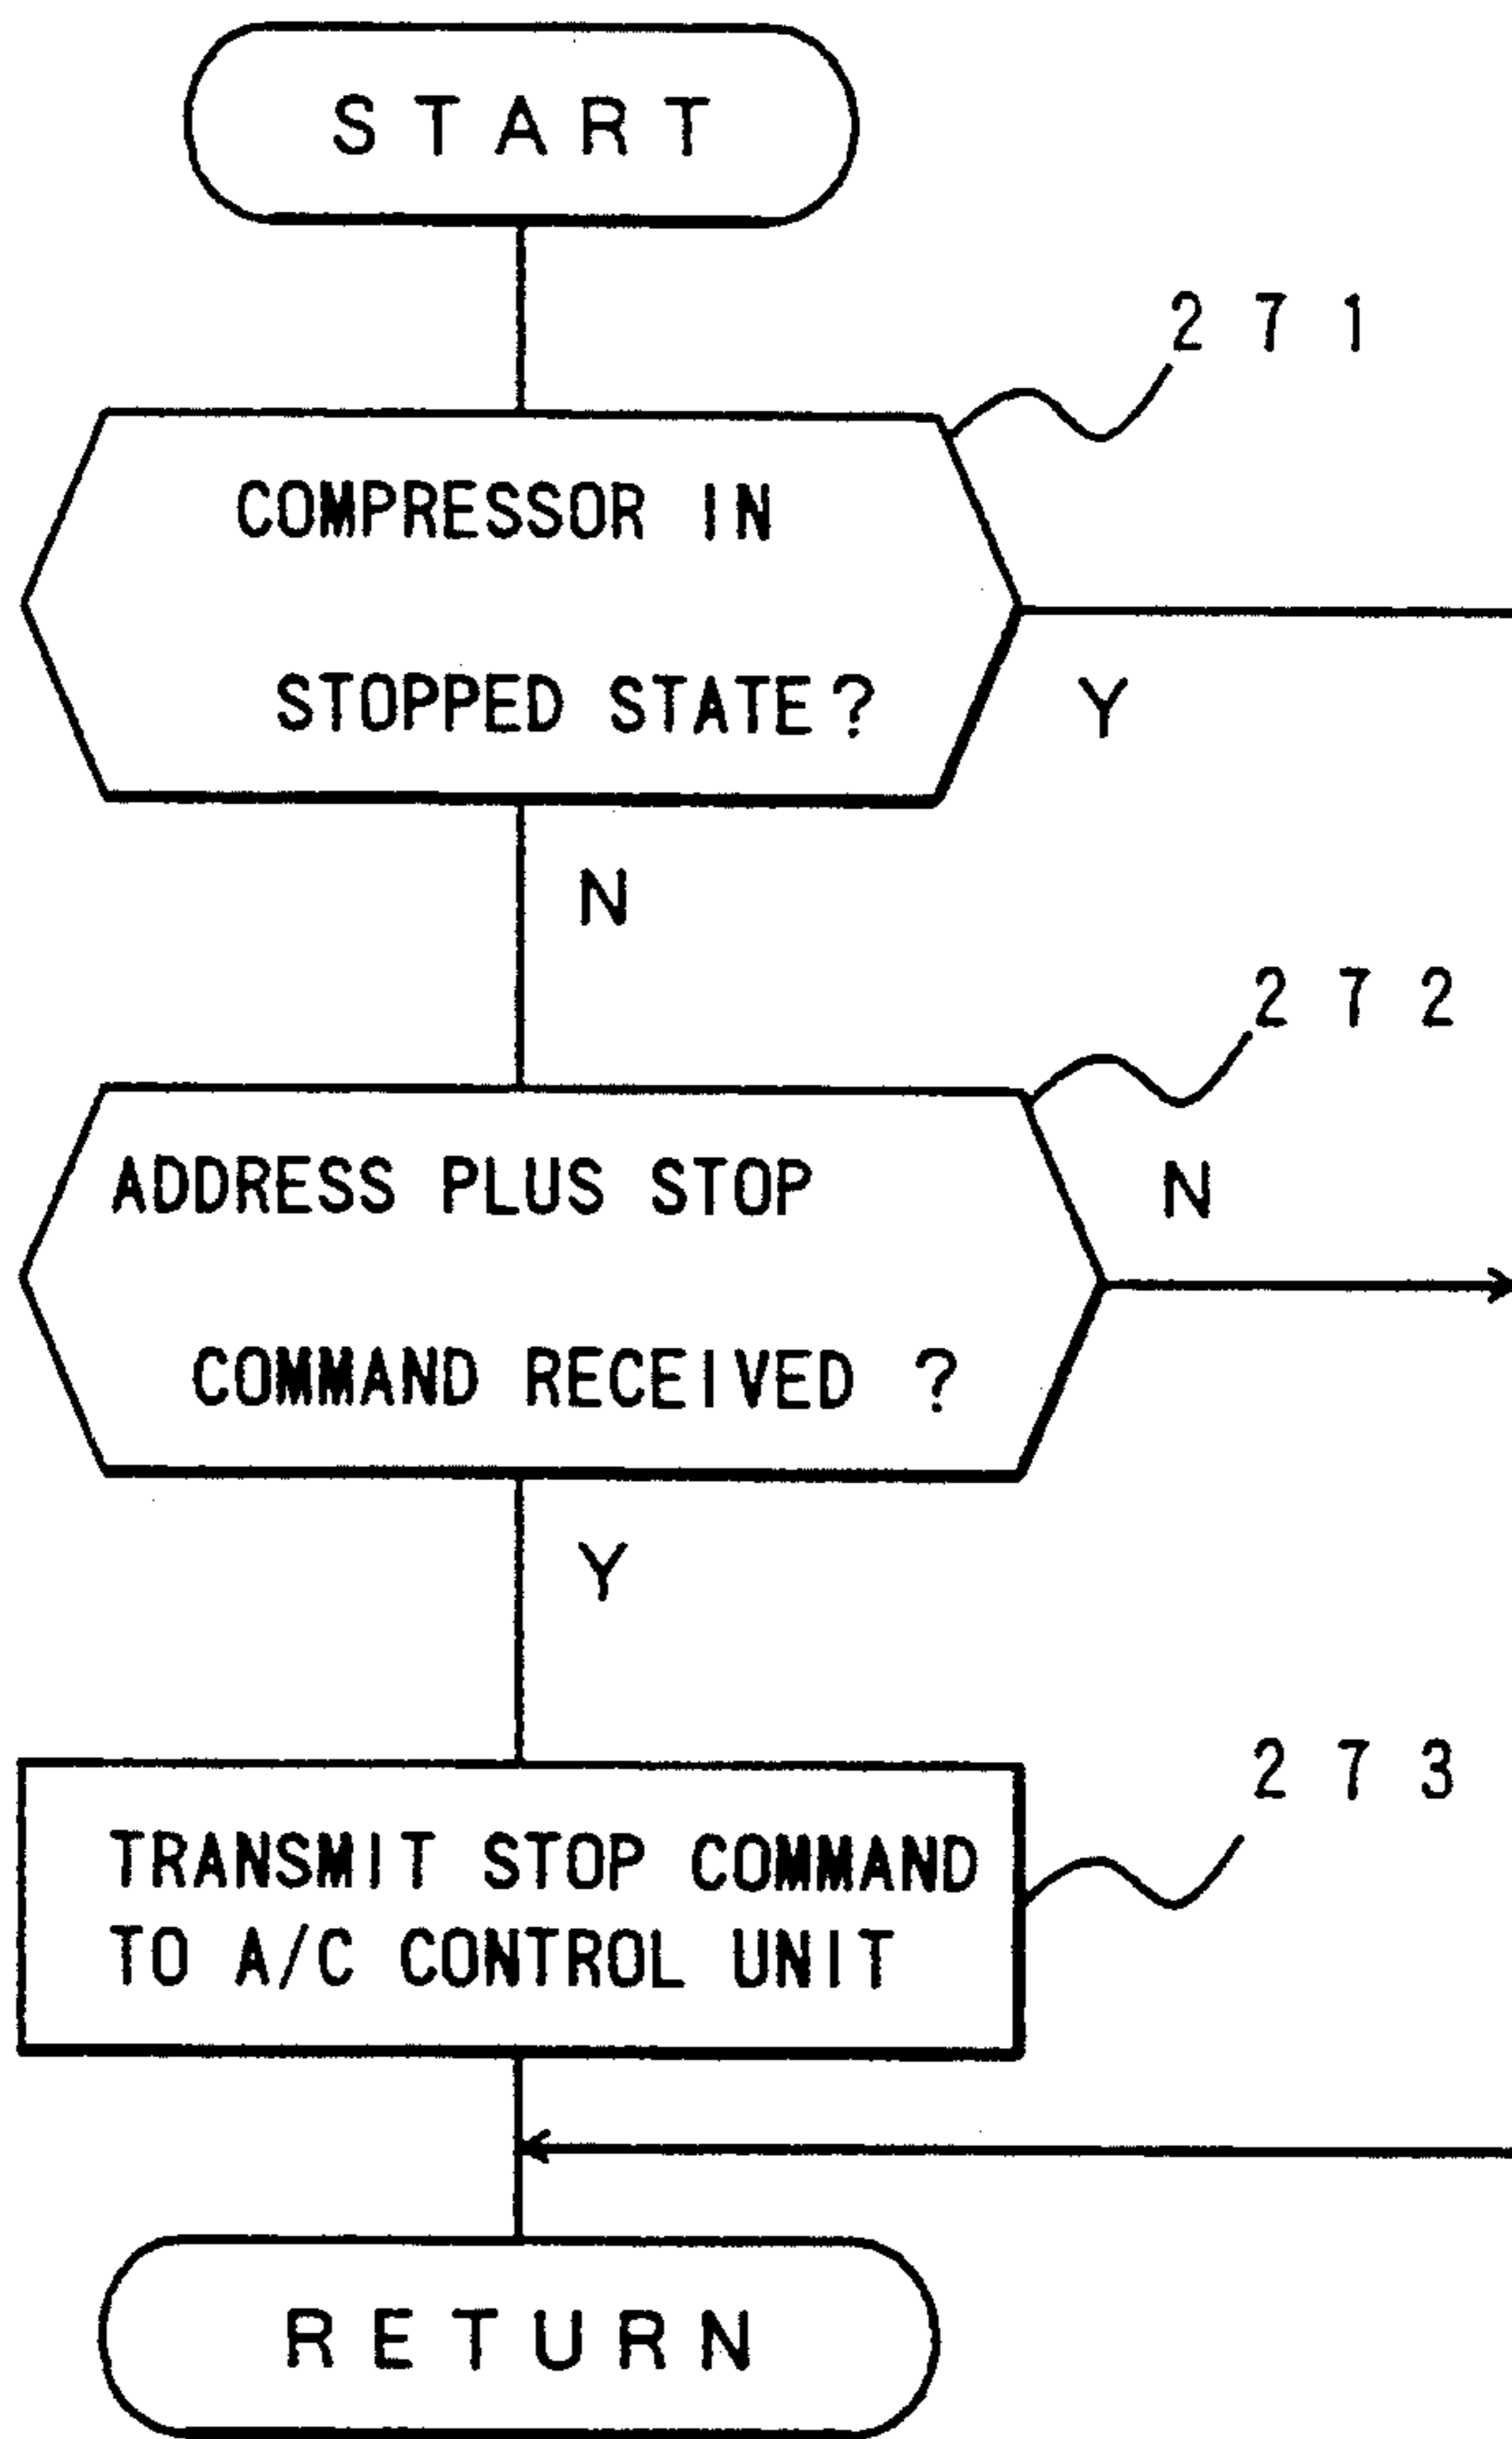 START
271
COMPRESSOR IN
STOPPED STATE?
Y
N
272
ADDRESS PLUS STOP
N
COMMAND RECEIVED ?
Y
273
TRANSMIT STOP COMMAND
TO A/C CONTROL UNIT
RETURN